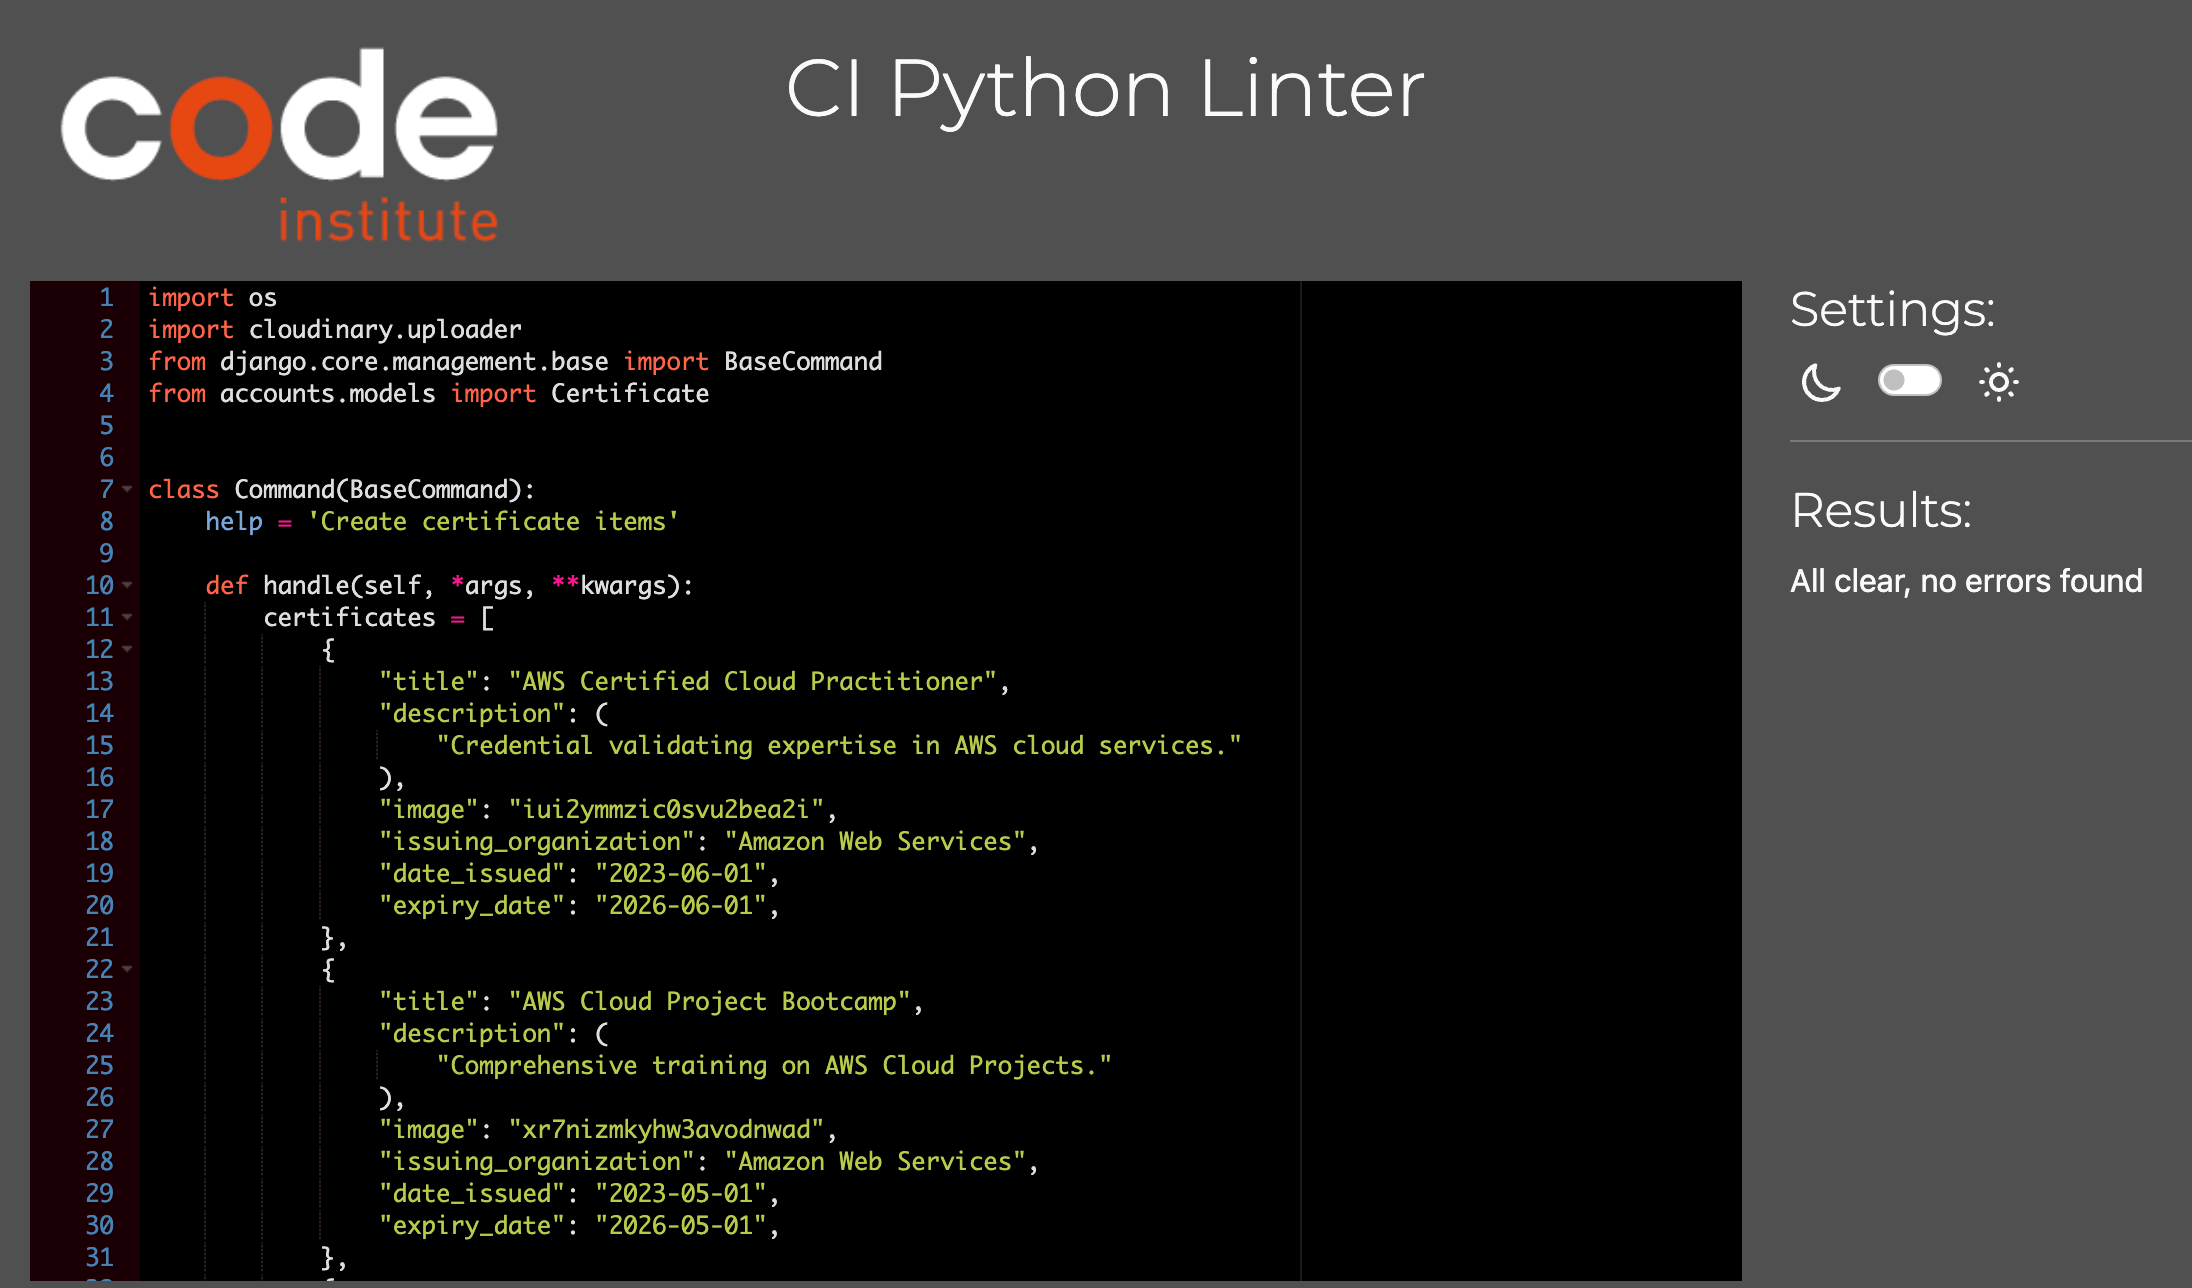 code
institute
CI Python Linter
1 import os
2 import cloudinary.uploader
3 from django.core.management.base import BaseCommand
4 from accounts.models import Certificate
5
6
7 class Command(BaseCommand):
8     help = 'Create certificate items'
9
10     def handle(self, *args, **kwargs):
11         certificates = [
12             {
13                 "title": "AWS Certified Cloud Practitioner",
14                 "description": (
15                     "Credential validating expertise in AWS cloud services."
16                 ),
17                 "image": "iui2ymmzic0svu2bea2i",
18                 "issuing_organization": "Amazon Web Services",
19                 "date_issued": "2023-06-01",
20                 "expiry_date": "2026-06-01",
21             },
22             {
23                 "title": "AWS Cloud Project Bootcamp",
24                 "description": (
25                     "Comprehensive training on AWS Cloud Projects."
26                 ),
27                 "image": "xr7nizmkyhw3avodnwad",
28                 "issuing_organization": "Amazon Web Services",
29                 "date_issued": "2023-05-01",
30                 "expiry_date": "2026-05-01",
31             },
Settings:
Results:
All clear, no errors found